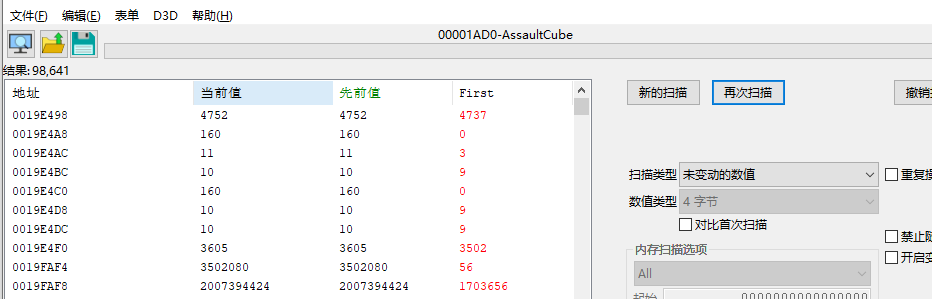 文件(F) 编辑(E) 表单 D3D 帮助(H)
00001AD0-AssaultCube
结果: 98,641
地址 当前值 先前值 First
0019E498 4752 4752 4737
0019E4A8 160 160 0
0019E4AC 11 11 3
0019E4BC 10 10 9
0019E4C0 160 160 0
0019E4D8 10 10 9
0019E4DC 10 10 9
0019E4F0 3605 3605 3502
0019FAF4 3502080 3502080 56
0019FAF8 2007394424 2007394424 1703656
新的扫描 再次扫描 撤销
扫描类型 未变动的数值 重复
数值类型 4 字节
对比首次扫描
禁止
内存扫描选项 开启
All
起始 0000000000000000